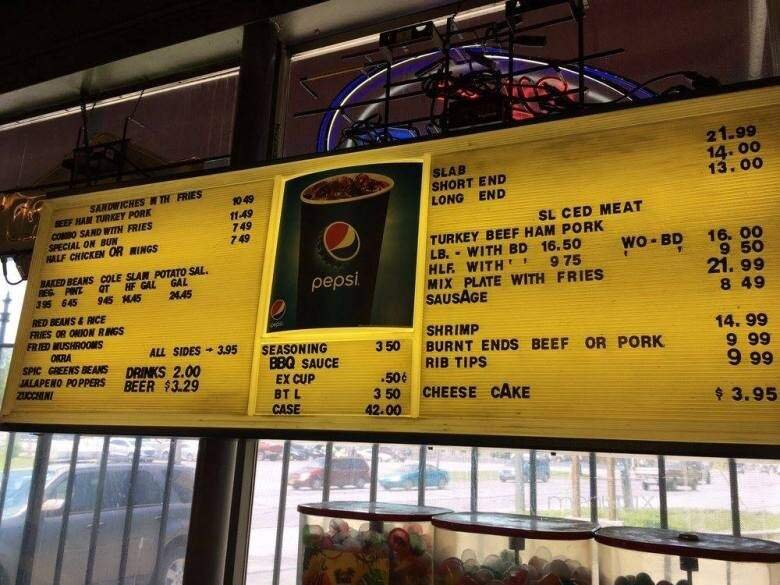 SANDWICHES W TH FRIES
BEEF HAM TURKEY PORK 10 49
COMBO SAND WITH FRIES 11.49
SPECIAL ON BUN 7 49
HALF CHICKEN OR WINGS 7 49
BAKED BEANS COLE SLAW POTATO SAL.
REG. PINT. QT HF GAL GAL
3 95 6 45 9 45 14.45 24.45
RED BEANS & RICE
FRIES OR ONION RINGS
FRIED MUSHROOMS
OKRA ALL SIDES - 3.95
SPIC GREENS BEANS DRINKS 2.00
JALAPENO POPPERS BEER $3.29
ZUCCHINI
pepsi
pepsi
SEASONING 3 50
BBQ SAUCE
EX CUP .50¢
BT L 3 50
CASE 42.00
SLAB 21.99
SHORT END 14.00
LONG END 13.00
SL CED MEAT
TURKEY BEEF HAM PORK
LB. - WITH BD 16.50 WO-BD 16.00
HLF. WITH ' ' 9 75 ' ' 9 50
MIX PLATE WITH FRIES 21.99
SAUSAGE 8 49
SHRIMP 14.99
BURNT ENDS BEEF OR PORK 9 99
RIB TIPS 9 99
CHEESE CAKE $ 3.95